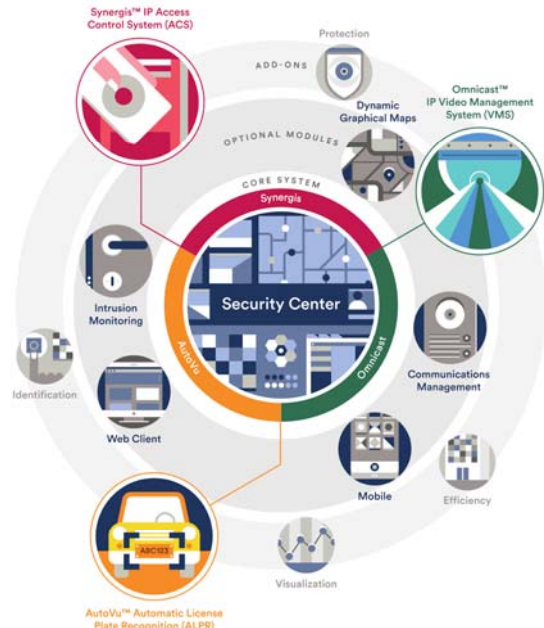 Synergis™ IP Access
Control System (ACS)
Protection
ADD-ONS
Omnicast™
IP Video Management
System (VMS)
Dynamic
Graphical Maps
OPTIONAL MODULES
CORE SYSTEM
Synergis
Security Center
AutoVu
Omnicast
Intrusion
Monitoring
Communications
Management
Identification
Web Client
Mobile
Efficiency
ABC123
Visualization
AutoVu™ Automatic License
Plate Recognition (ALPR)